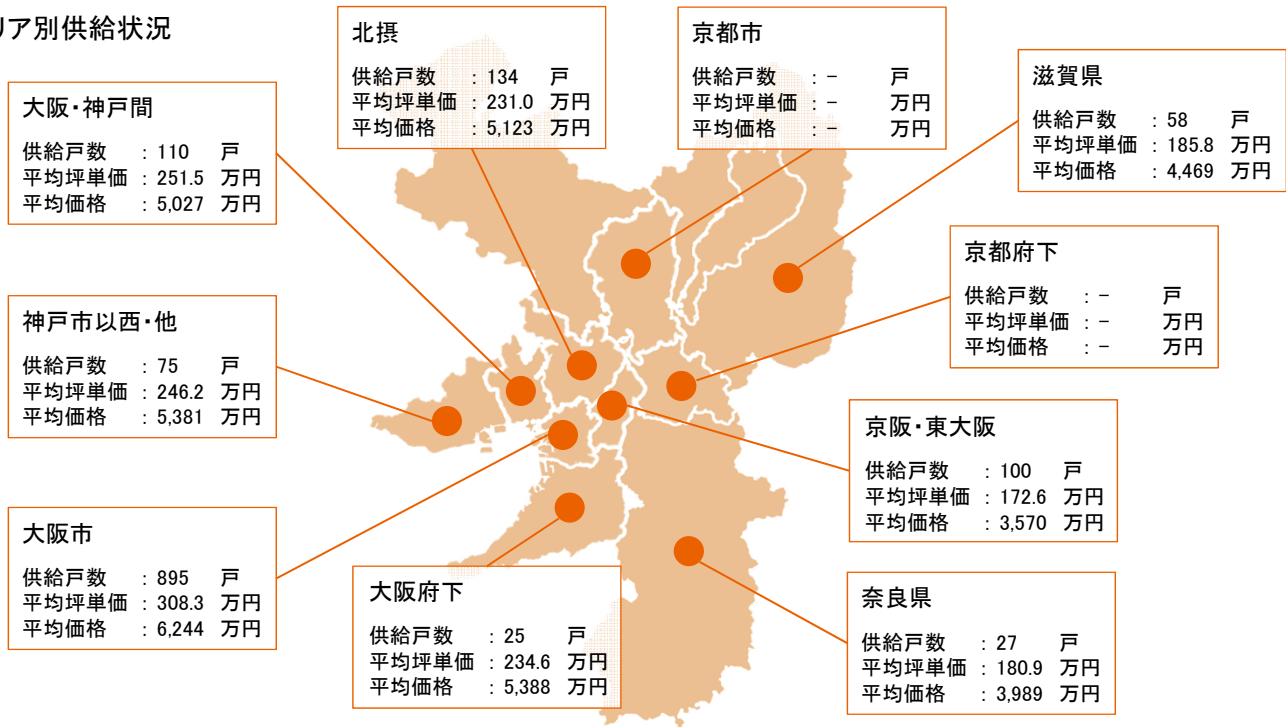 リア別供給状況
北摂
供給戸数 : 134 戸
平均坪単価 : 231.0 万円
平均価格 : 5,123 万円
京都市
供給戸数 : － 戸
平均坪単価 : － 万円
平均価格 : － 万円
滋賀県
供給戸数 : 58 戸
平均坪単価 : 185.8 万円
平均価格 : 4,469 万円
大阪・神戸間
供給戸数 : 110 戸
平均坪単価 : 251.5 万円
平均価格 : 5,027 万円
京都府下
供給戸数 : － 戸
平均坪単価 : － 万円
平均価格 : － 万円
神戸市以西・他
供給戸数 : 75 戸
平均坪単価 : 246.2 万円
平均価格 : 5,381 万円
京阪・東大阪
供給戸数 : 100 戸
平均坪単価 : 172.6 万円
平均価格 : 3,570 万円
大阪市
供給戸数 : 895 戸
平均坪単価 : 308.3 万円
平均価格 : 6,244 万円
大阪府下
供給戸数 : 25 戸
平均坪単価 : 234.6 万円
平均価格 : 5,388 万円
奈良県
供給戸数 : 27 戸
平均坪単価 : 180.9 万円
平均価格 : 3,989 万円